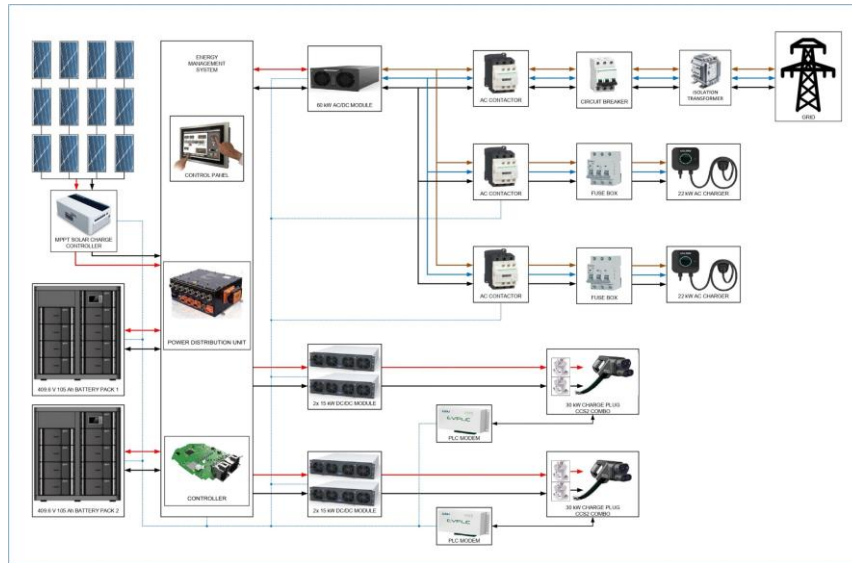 ENERGY
MANAGEMENT
SYSTEM
60 kW AC/DC MODULE
AC CONTACTOR
CIRCUIT BREAKER
ISOLATION
TRANSFORMER
GRID
CONTROL PANEL
AC CONTACTOR
FUSE BOX
22 kW AC CHARGER
MPPT SOLAR CHARGE
CONTROLLER
AC CONTACTOR
FUSE BOX
22 kW AC CHARGER
POWER DISTRIBUTION UNIT
409.6 V 105 Ah BATTERY PACK 1
2x 15 kW DC/DC MODULE
30 kW CHARGE PLUG
CCS2 COMBO
PLC MODEM
CONTROLLER
409.6 V 105 Ah BATTERY PACK 2
2x 15 kW DC/DC MODULE
30 kW CHARGE PLUG
CCS2 COMBO
PLC MODEM